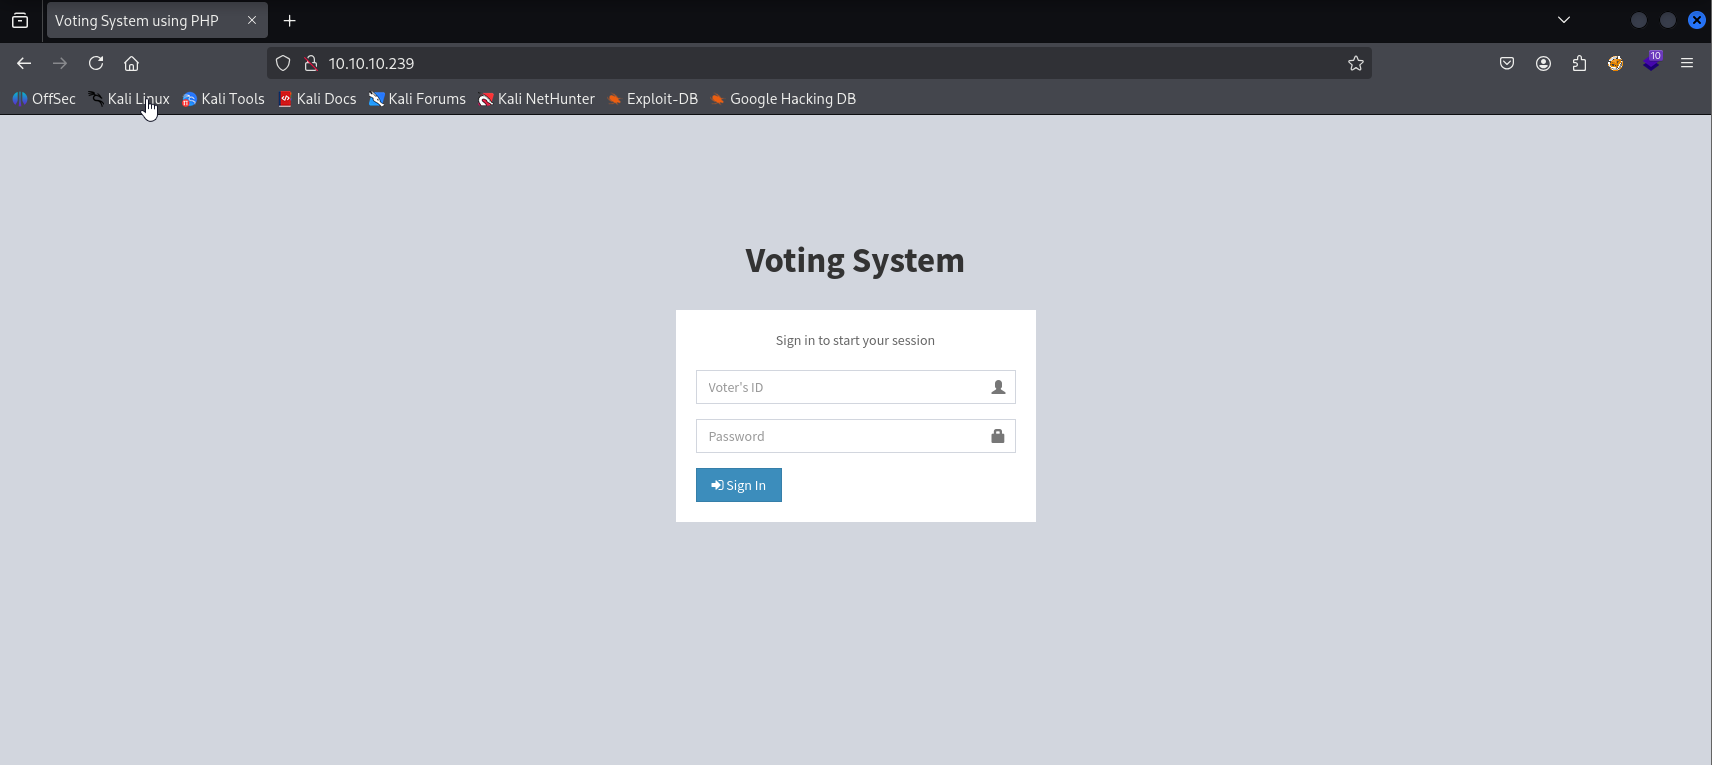 Voting System using PHP
10.10.10.239
10
OffSec Kali Linux Kali Tools Kali Docs Kali Forums Kali NetHunter Exploit-DB Google Hacking DB
Voting System
Sign in to start your session
Voter's ID
Password
Sign In